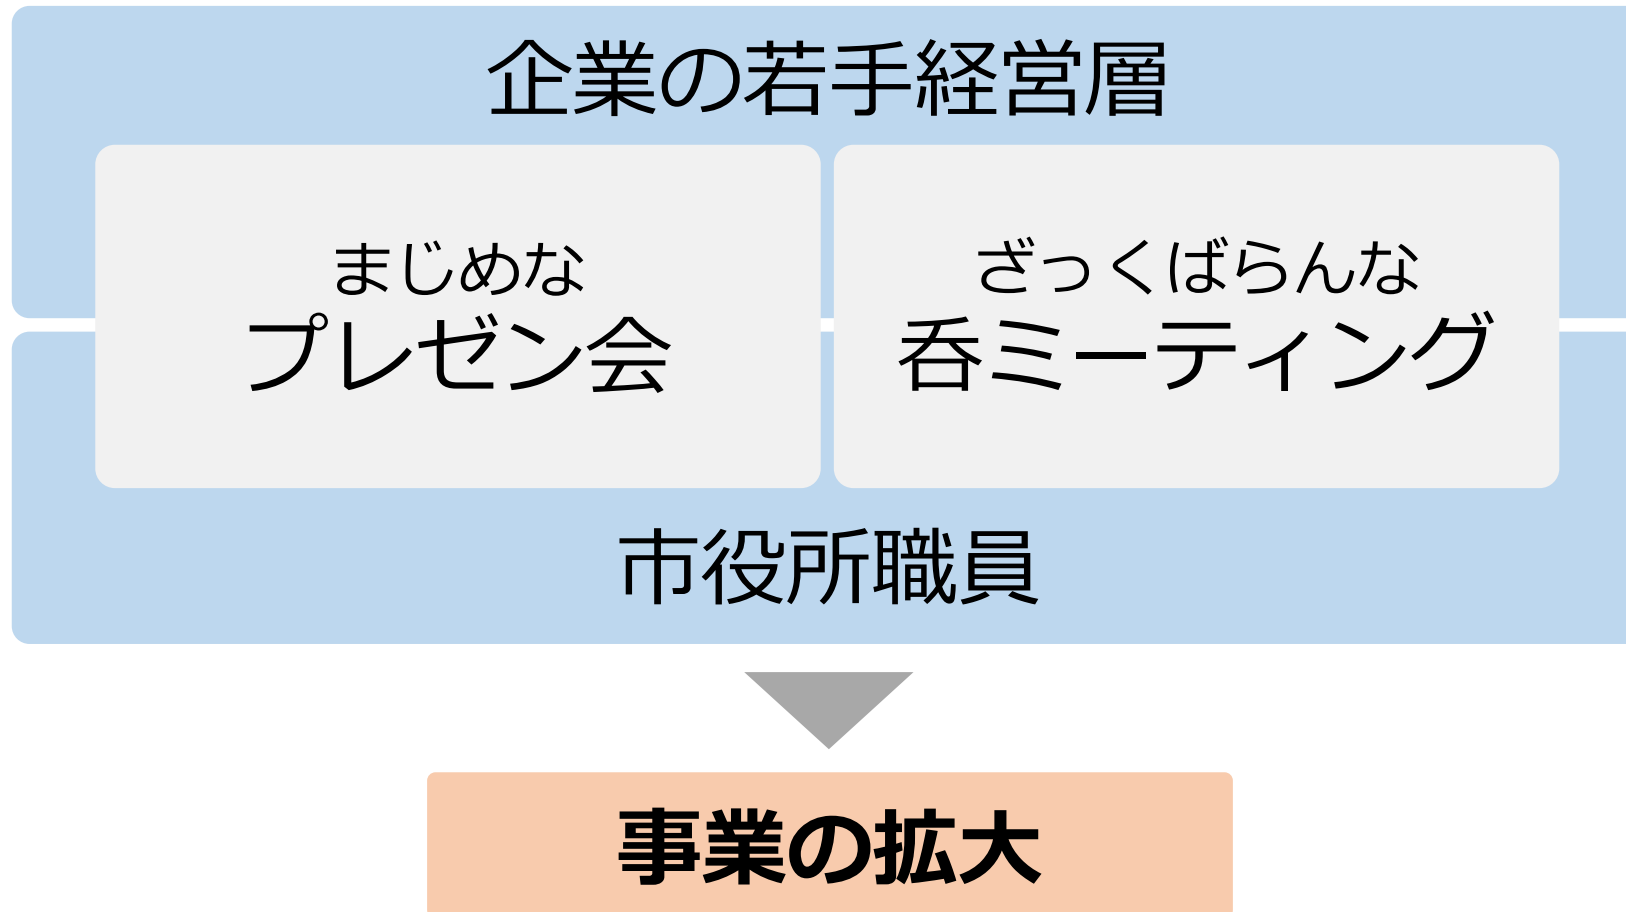 企業の若手経営層
まじめな
プレゼン会
ざっくばらんな
呑ミーティング
市役所職員
事業の拡大